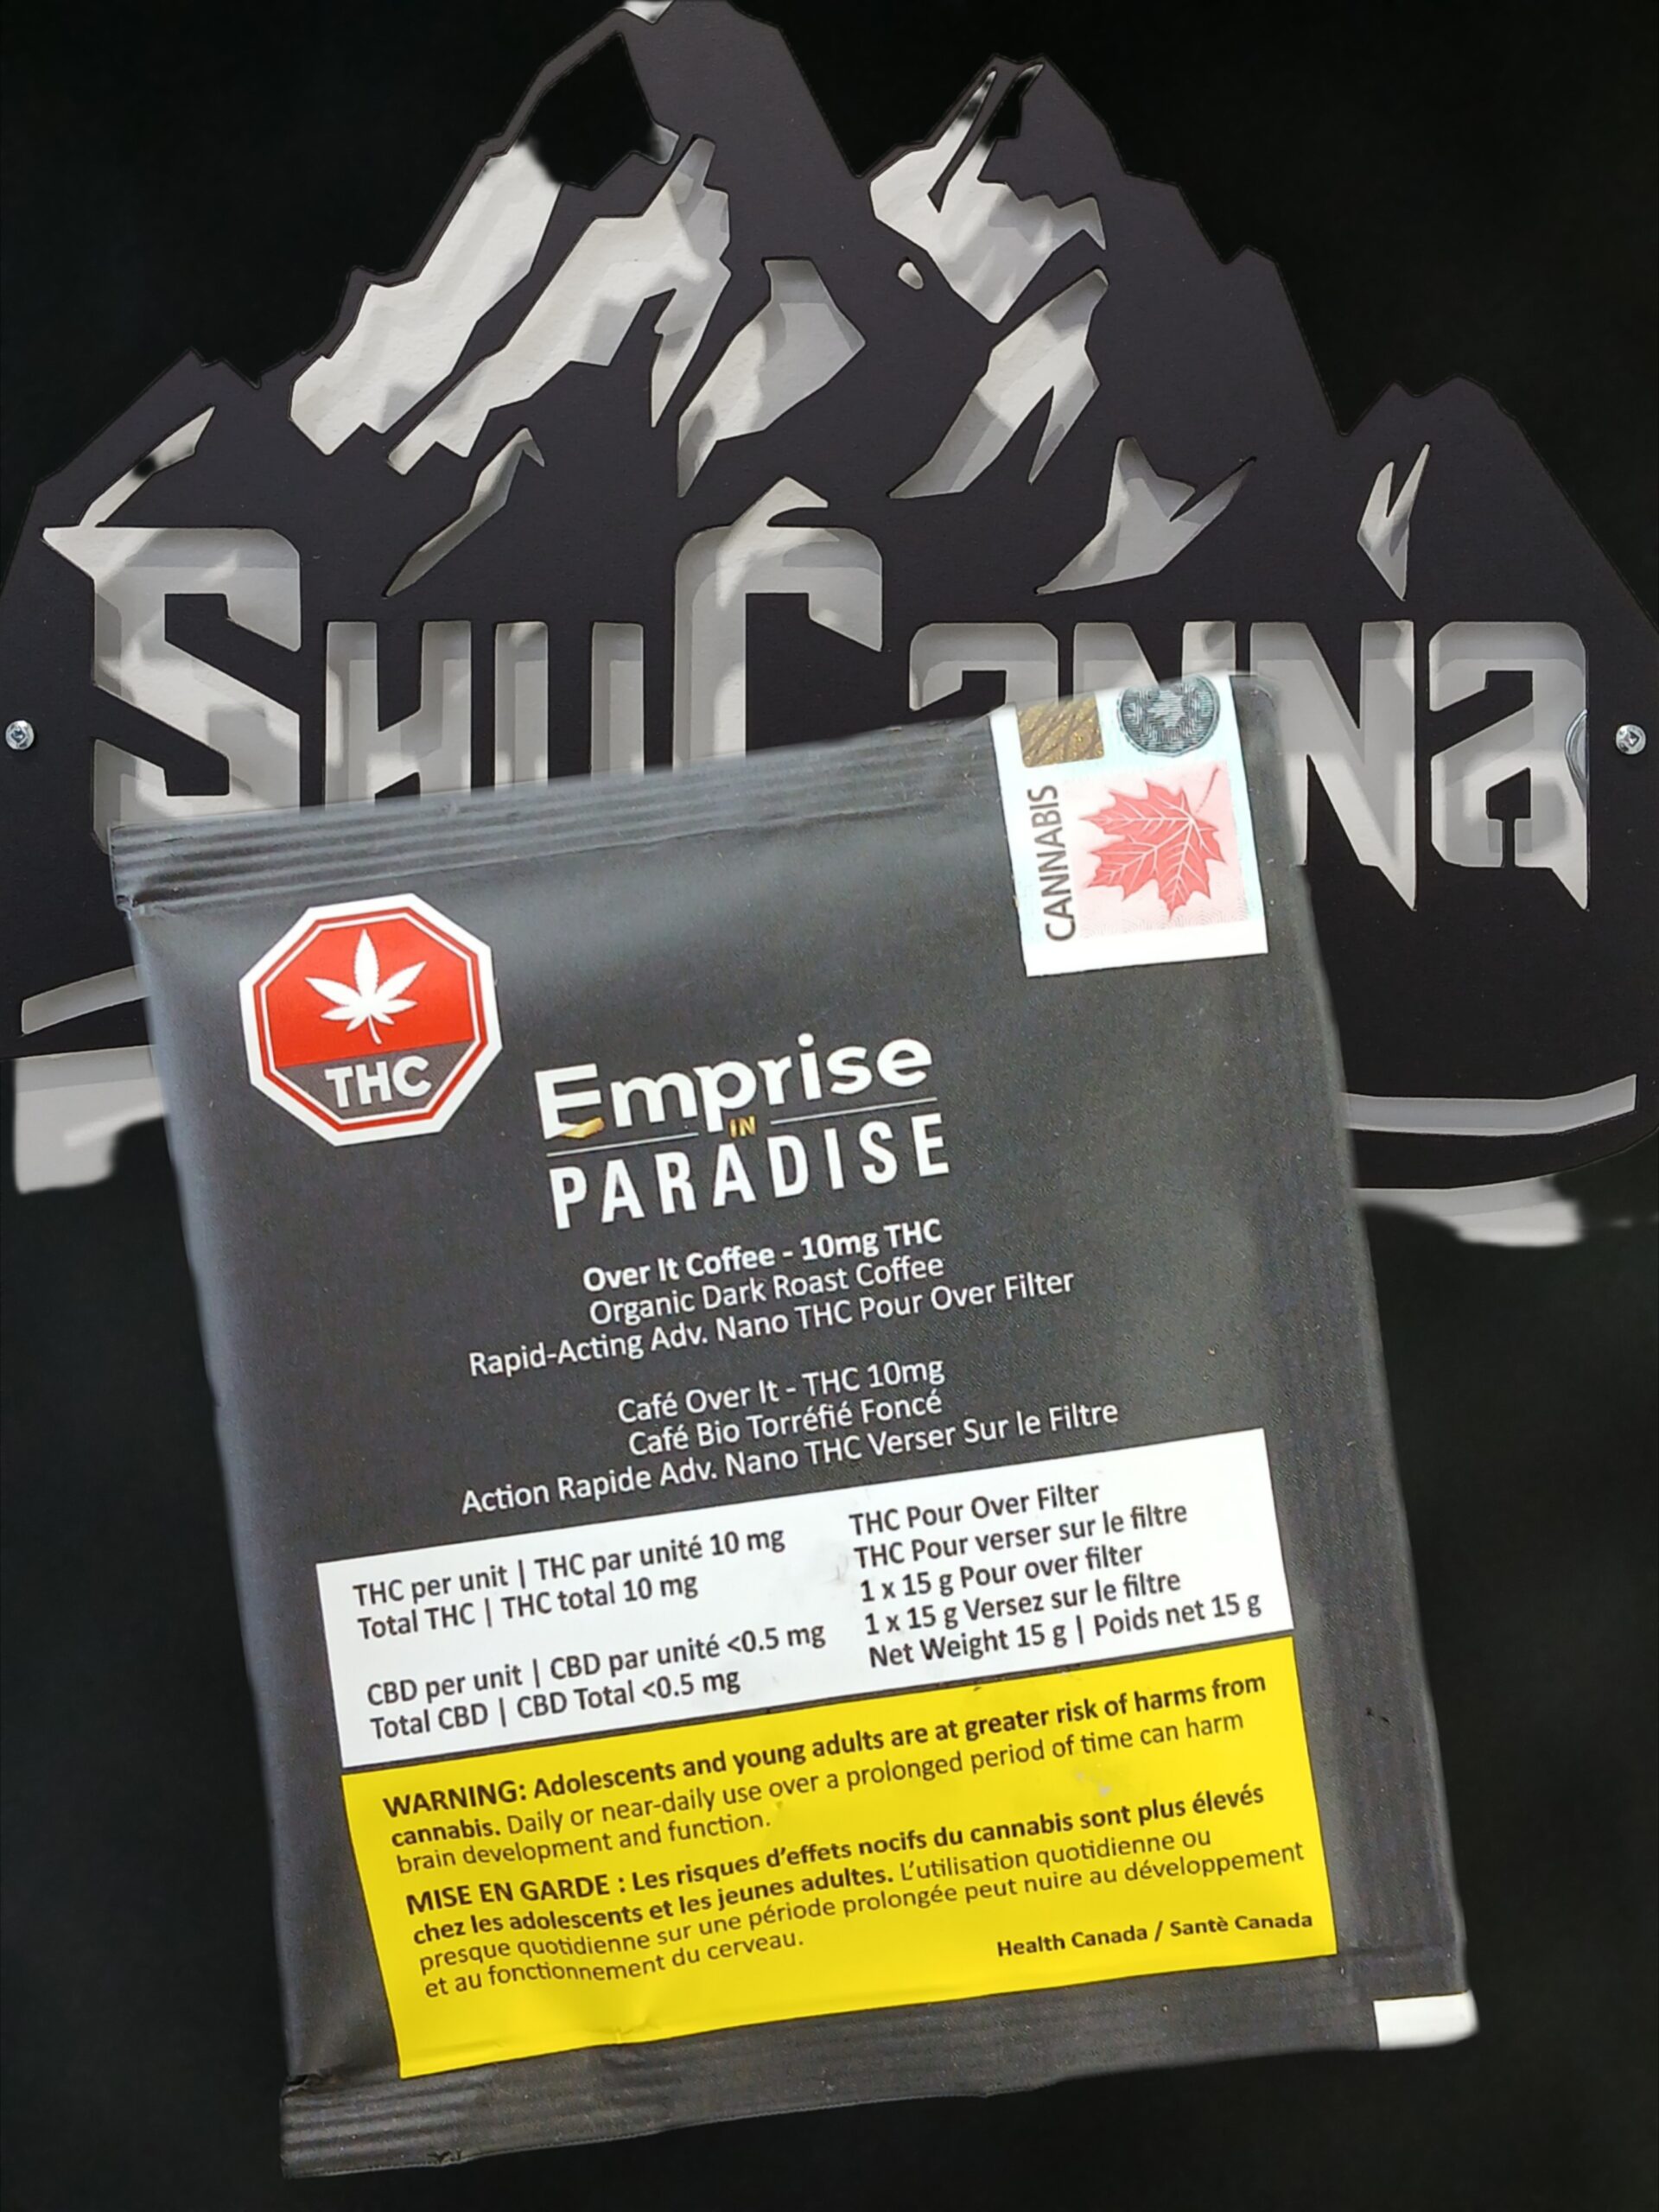 SHUCanna
CANNABIS
THC
Emprise
IN
PARADISE
Over It Coffee - 10mg THC
Organic Dark Roast Coffee
Rapid-Acting Adv. Nano THC Pour Over Filter
Café Over It - THC 10mg
Café Bio Torréfié Foncé
Action Rapide Adv. Nano THC Verser Sur le Filtre
THC per unit | THC par unité 10 mg
Total THC | THC total 10 mg
CBD per unit | CBD par unité <0.5 mg
Total CBD | CBD Total <0.5 mg
THC Pour Over Filter
THC Pour verser sur le filtre
1 x 15 g Pour over filter
1 x 15 g Versez sur le filtre
Net Weight 15 g | Poids net 15 g
WARNING: Adolescents and young adults are at greater risk of harms from
cannabis. Daily or near-daily use over a prolonged period of time can harm
brain development and function.
MISE EN GARDE : Les risques d'effets nocifs du cannabis sont plus élevés
chez les adolescents et les jeunes adultes. L'utilisation quotidienne ou
presque quotidienne sur une période prolongée peut nuire au développement
et au fonctionnement du cerveau.
Health Canada / Santè Canada